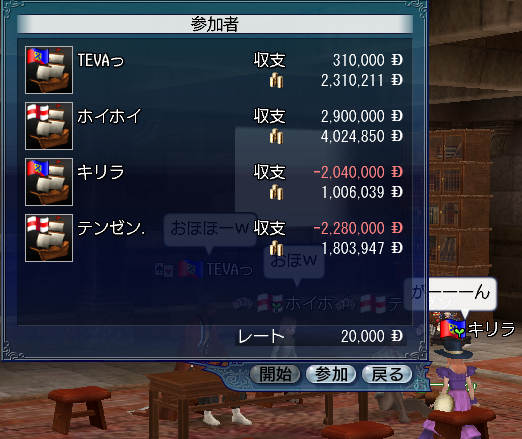 参加者
TEVAっ 収支 310,000 Đ
2,310,211 Đ
ホイホイ 収支 2,900,000 Đ
4,024,850 Đ
キリラ 収支 -2,040,000 Đ
1,006,039 Đ
テンゼン. 収支 -2,280,000 Đ
1,803,947 Đ
おほほーw
TEVAっ
おほw
ホイホ
テ
がーーーん
キリラ
レート 20,000 Đ
開始 参加 戻る